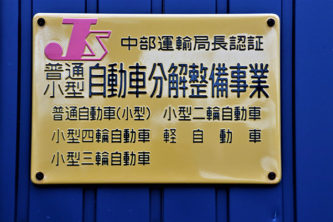 JS 中部運輸局長認証
普通小型 自動車分解整備事業
普通自動車(小型) 小型二輪自動車
小型四輪自動車 軽自動車
小型三輪自動車